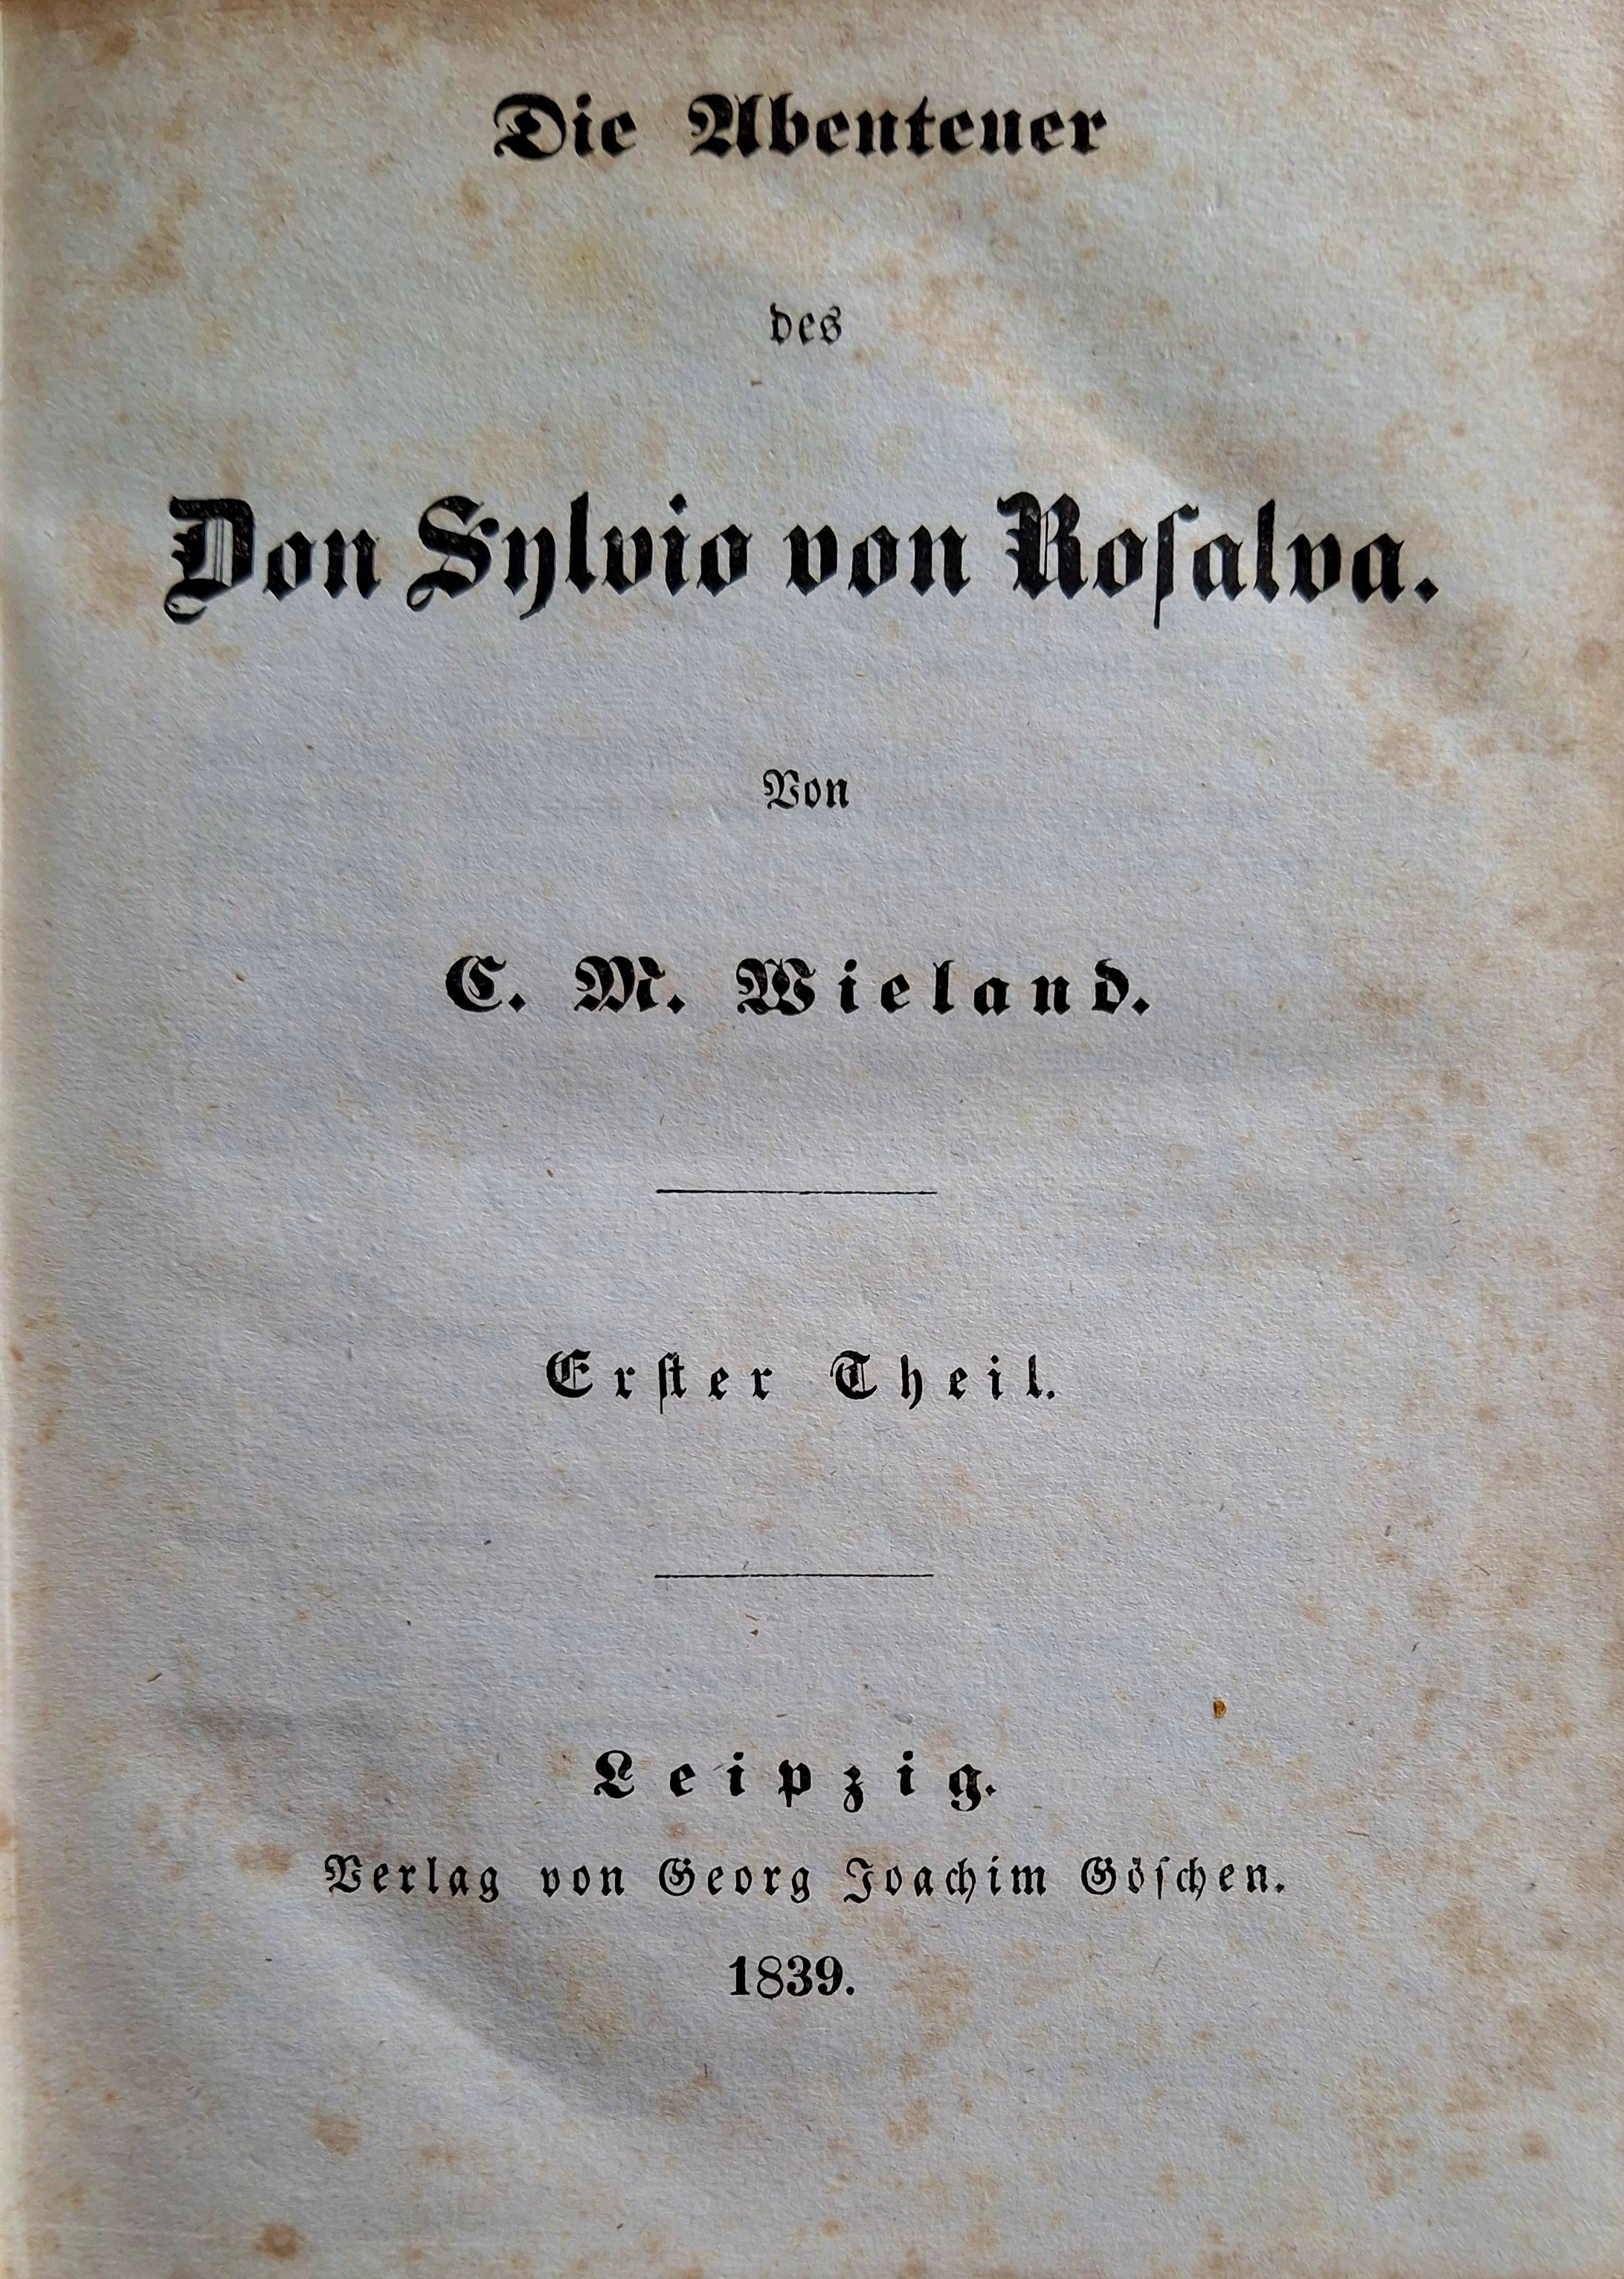 Die Abenteuer
des
Don Sylvio von Roſalva.
Von
C. M. Wieland.
Erſter Theil.
Leipzig.
Verlag von Georg Joachim Göſchen.
1839.